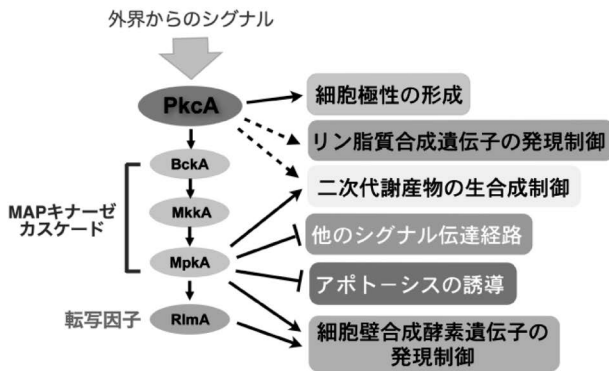 外界からのシグナル
PkcA
細胞極性の形成
リン脂質合成遺伝子の発現制御
BckA
二次代謝産物の生合成制御
MAPキナーゼ
カスケード
MkkA
他のシグナル伝達経路
MpkA
アポトーシスの誘導
転写因子
RlmA
細胞壁合成酵素遺伝子の
発現制御